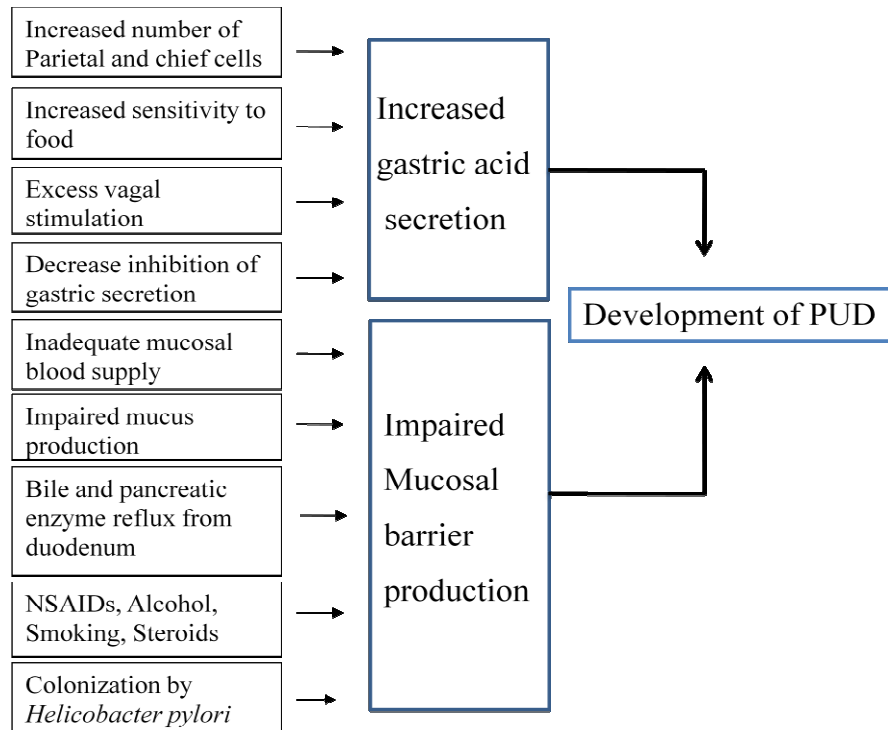 Increased number of
Parietal and chief cells
Increased sensitivity to
food
Excess vagal
stimulation
Decrease inhibition of
gastric secretion
Inadequate mucosal
blood supply
Impaired mucus
production
Bile and pancreatic
enzyme reflux from
duodenum
NSAIDs, Alcohol,
Smoking, Steroids
Colonization by
Helicobacter pylori
Increased
gastric acid
secretion
Impaired
Mucosal
barrier
production
Development of PUD